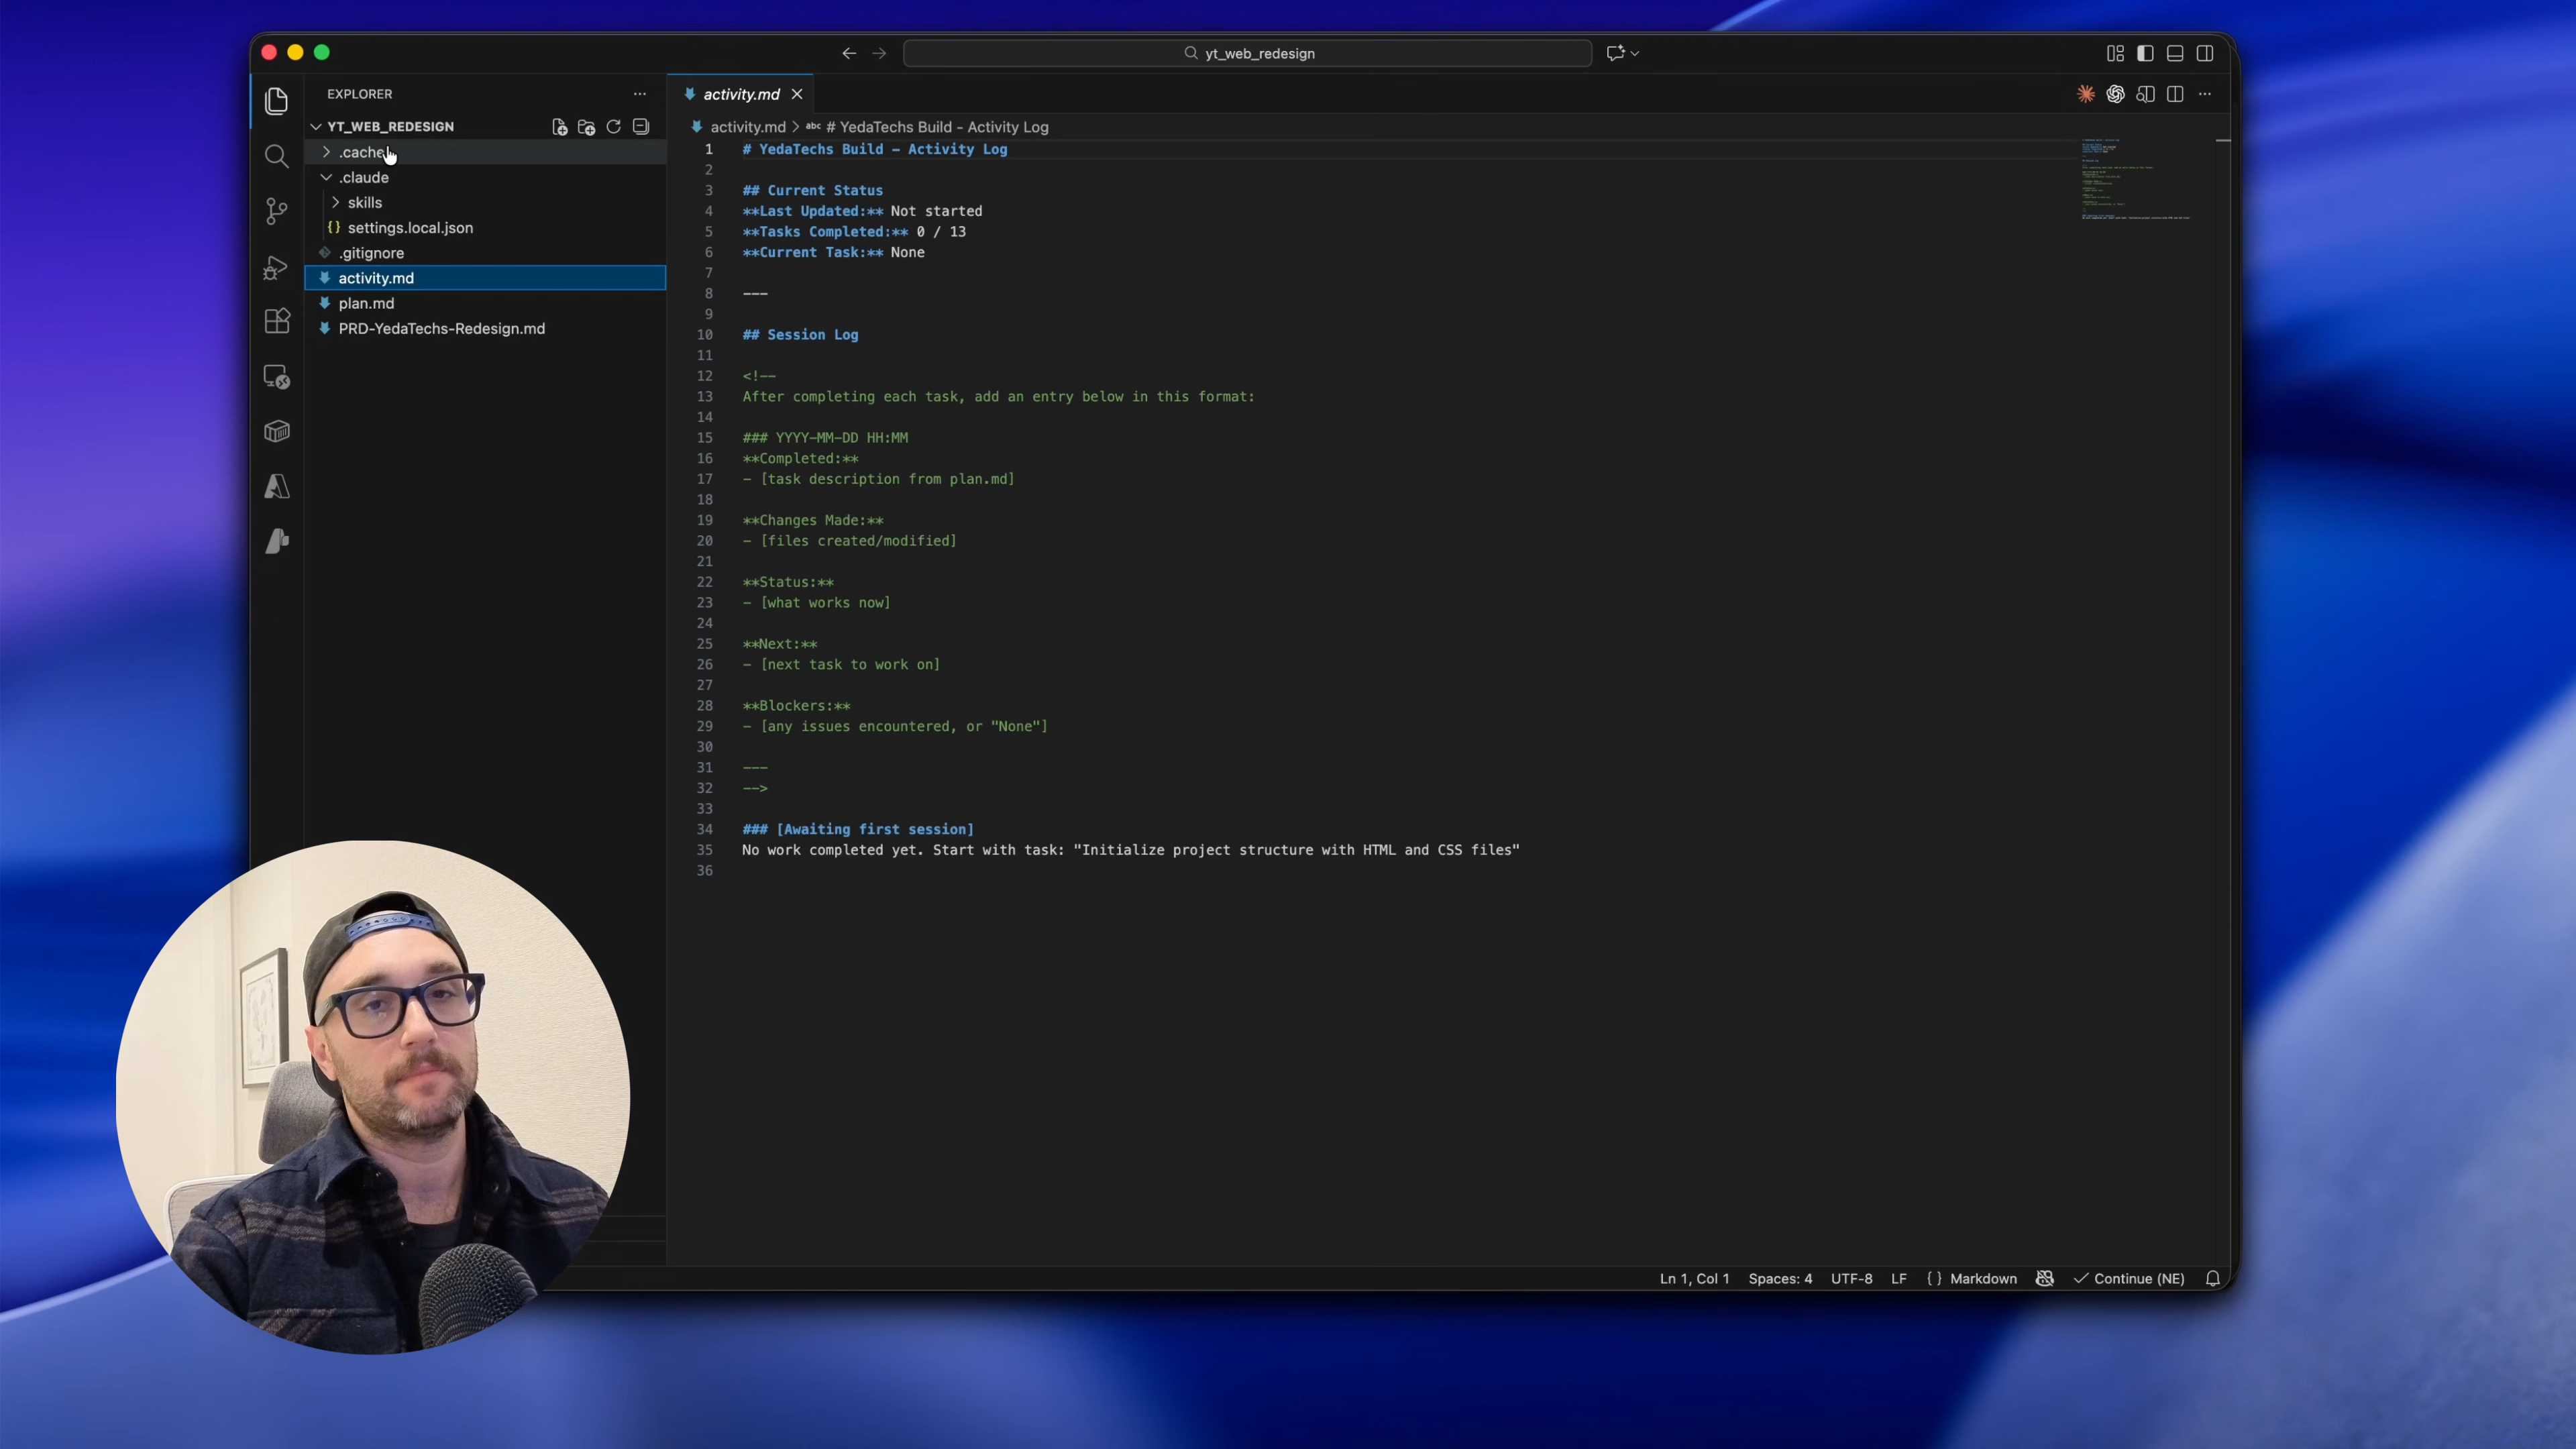 yt_web_redesign
EXPLORER
YT_WEB_REDESIGN
.cache
.claude
skills
{} settings.local.json
.gitignore
activity.md
plan.md
PRD-YedaTechs-Redesign.md
activity.md
activity.md > abc # YedaTechs Build - Activity Log
1 # YedaTechs Build - Activity Log
2
3 ## Current Status
4 **Last Updated:** Not started
5 **Tasks Completed:** 0 / 13
6 **Current Task:** None
7
8 ---
9
10 ## Session Log
11
12 <!--
13 After completing each task, add an entry below in this format:
14
15 ### YYYY-MM-DD HH:MM
16 **Completed:**
17 - [task description from plan.md]
18
19 **Changes Made:**
20 - [files created/modified]
21
22 **Status:**
23 - [what works now]
24
25 **Next:**
26 - [next task to work on]
27
28 **Blockers:**
29 - [any issues encountered, or "None"]
30
31 ---
32 -->
33
34 ### [Awaiting first session]
35 No work completed yet. Start with task: "Initialize project structure with HTML and CSS files"
36
Ln 1, Col 1 Spaces: 4 UTF-8 LF {} Markdown Continue (NE)